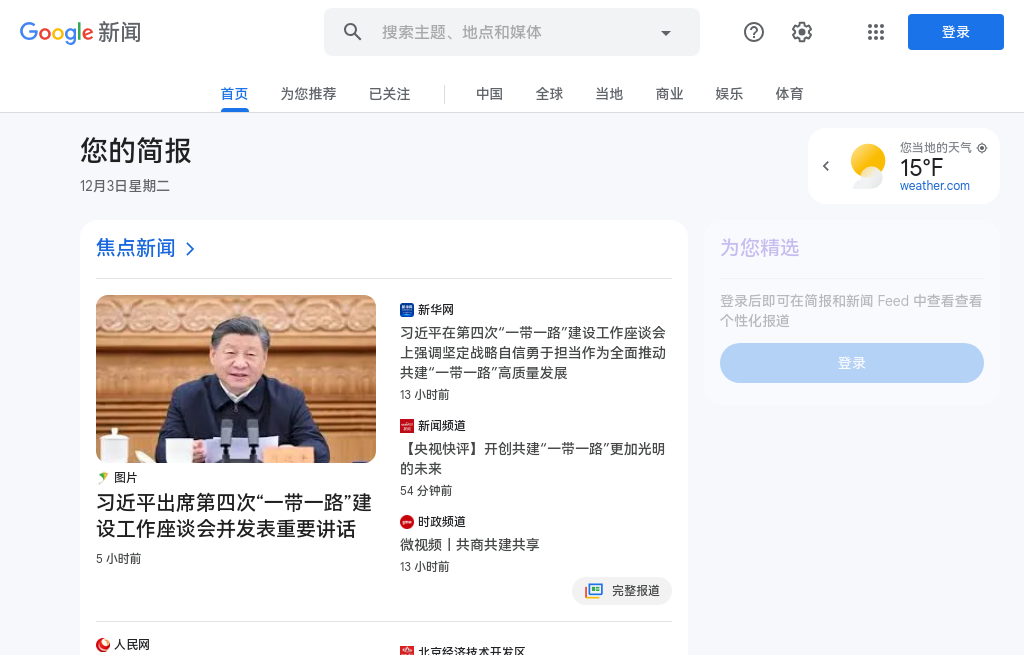 Google 新闻
搜索主题、地点和媒体
登录
首页
为您推荐
已关注
中国
全球
当地
商业
娱乐
体育
您的简报
12月3日星期二
您当地的天气
15°F
weather.com
焦点新闻
图片
习近平出席第四次“一带一路”建
设工作座谈会并发表重要讲话
5 小时前
新华网
习近平在第四次“一带一路”建设工作座谈会
上强调坚定战略自信勇于担当作为全面推动
共建“一带一路”高质量发展
13 小时前
新闻频道
【央视快评】开创共建“一带一路”更加光明
的未来
54 分钟前
时政频道
微视频丨共商共建共享
13 小时前
完整报道
人民网
北京经济技术开发区
为您精选
登录后即可在简报和新闻 Feed 中查看查看
个性化报道
登录